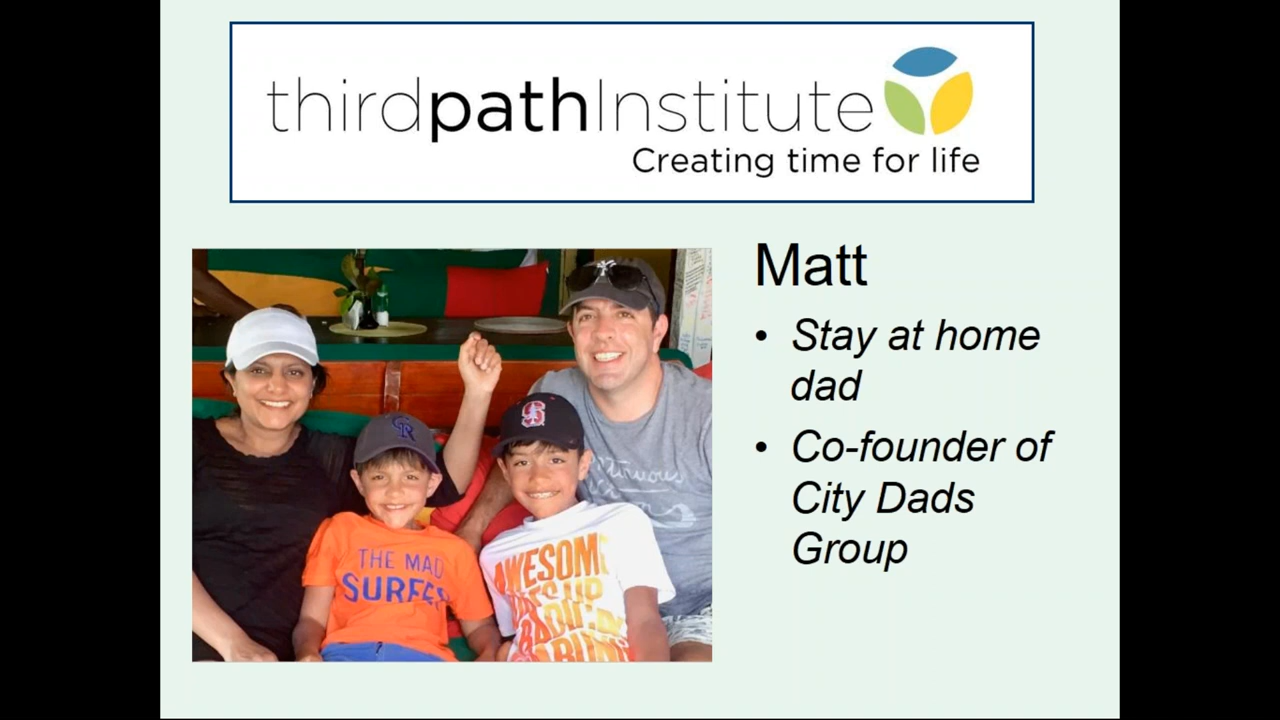 thirdpathInstitute
Creating time for life
Matt
• Stay at home
dad
• Co-founder of
City Dads
Group
CR
S
THE MAD
SURFER
AWESOME